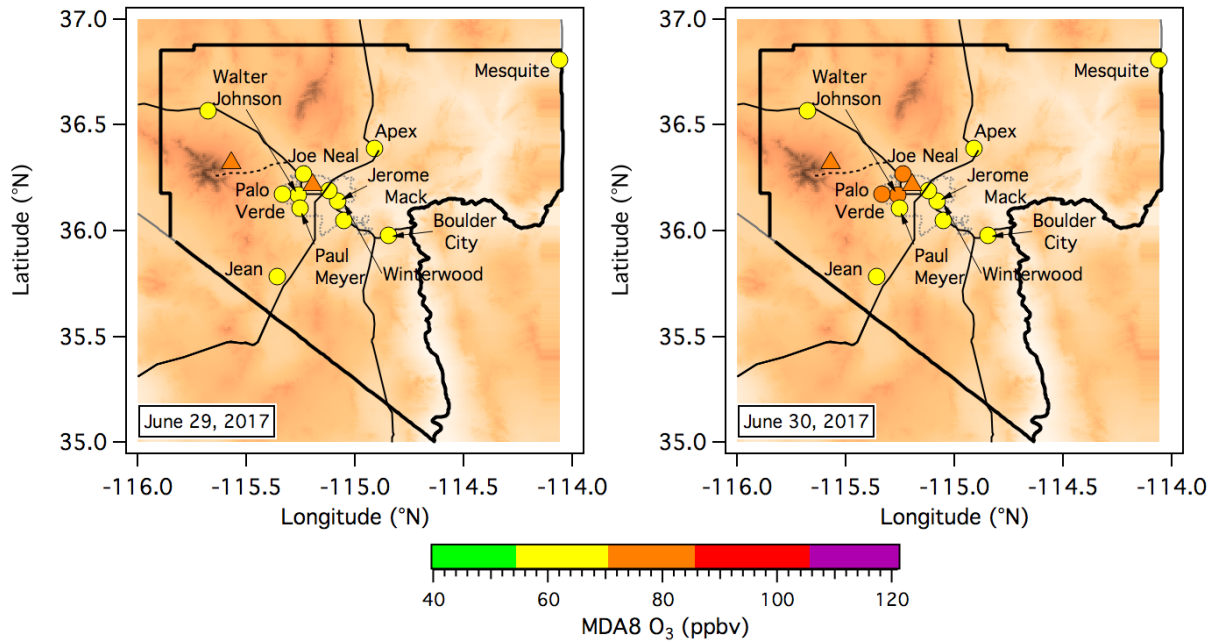 37.0
36.5
36.0
35.5
35.0
Latitude (°N)
-116.0
-115.5
-115.0
-114.5
-114.0
Longitude (°N)
Walter
Johnson
Mesquite
Apex
Joe Neal
Jerome
Mack
Palo
Verde
Boulder
City
Jean
Paul
Meyer
Winterwood
June 29, 2017
37.0
36.5
36.0
35.5
35.0
Latitude (°N)
-116.0
-115.5
-115.0
-114.5
-114.0
Longitude (°N)
Walter
Johnson
Mesquite
Apex
Joe Neal
Jerome
Mack
Palo
Verde
Boulder
City
Jean
Paul
Meyer
Winterwood
June 30, 2017
40
60
80
100
120
MDA8 O₃ (ppbv)